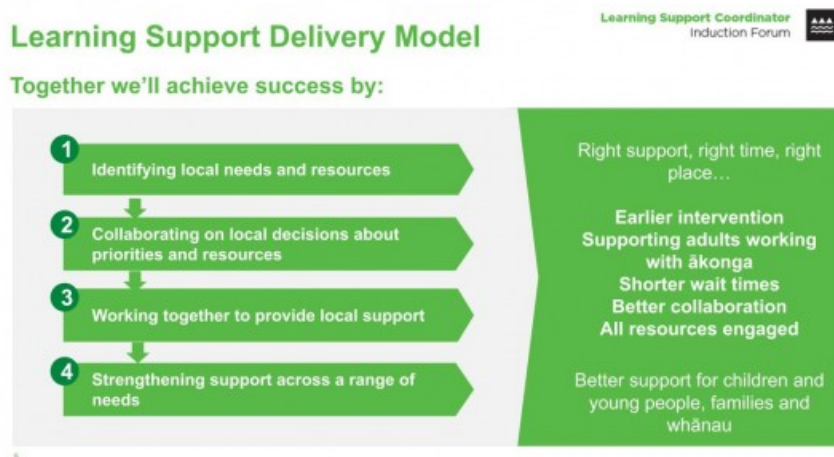 Learning Support Coordinator
Induction Forum
Learning Support Delivery Model
Together we'll achieve success by:
1
Identifying local needs and resources
2
Collaborating on local decisions about
priorities and resources
3
Working together to provide local support
4
Strengthening support across a range of
needs
Right support, right time, right
place…
Earlier intervention
Supporting adults working
with ākonga
Shorter wait times
Better collaboration
All resources engaged
Better support for children and
young people, families and
whānau